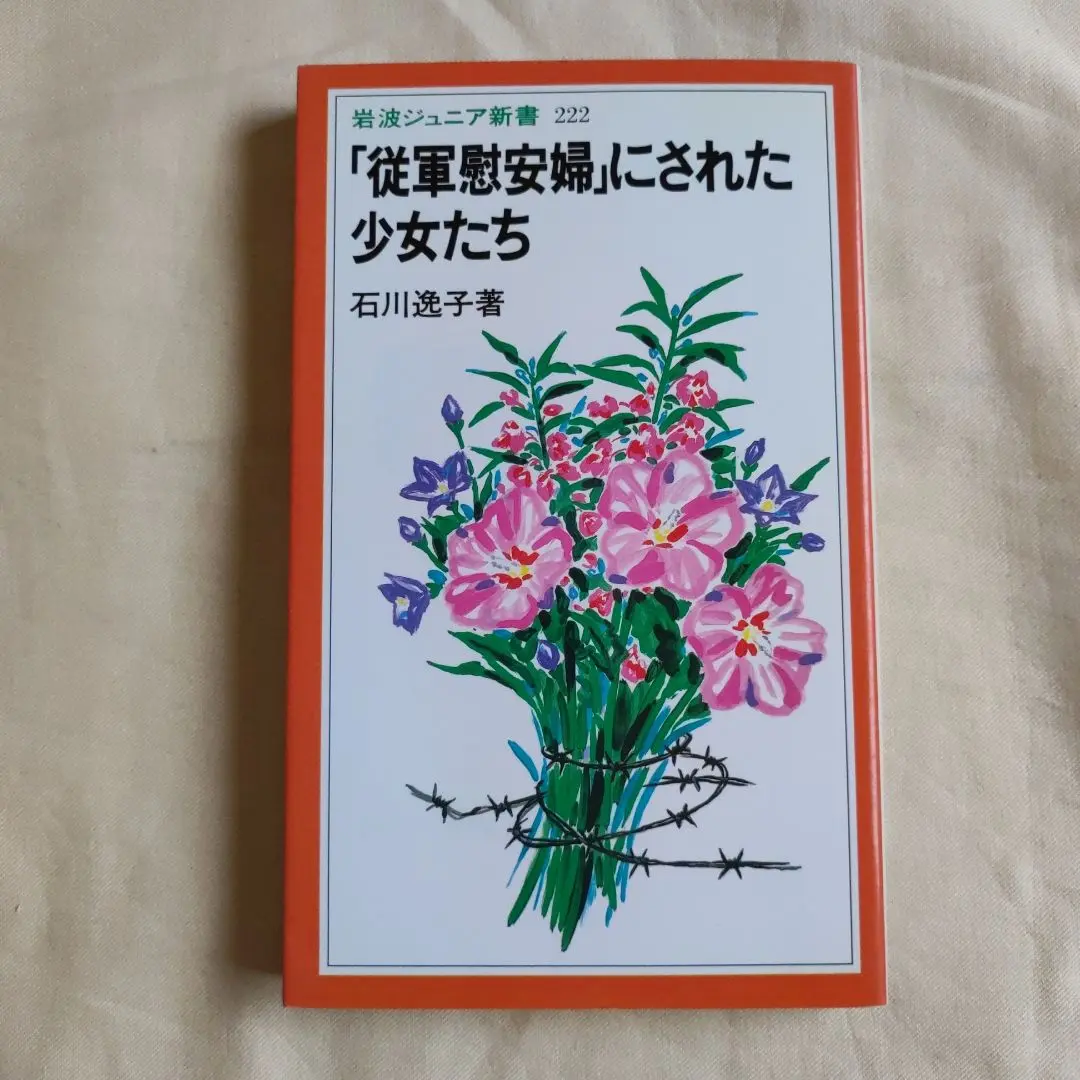 岩波ジュニア新書 222
「従軍慰安婦」にされた
少女たち
石川逸子著